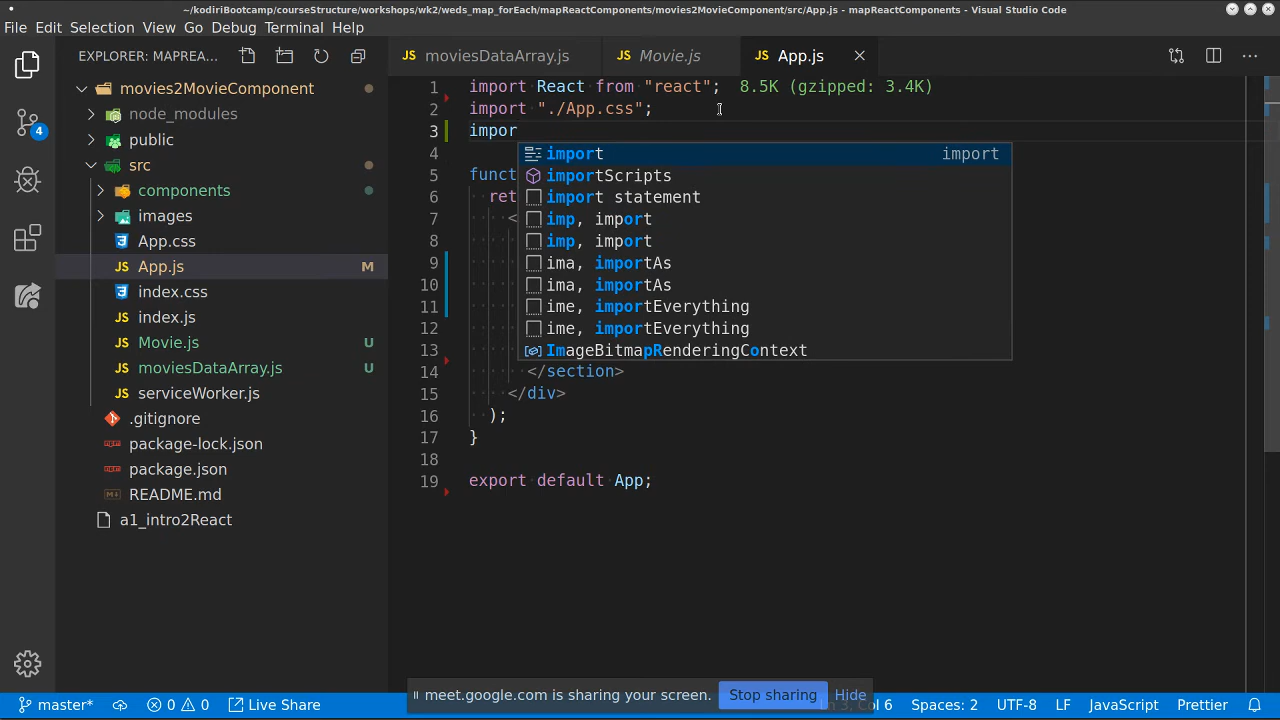 ~/kodiriBootcamp/courseStructure/workshops/wk2/weds_map_forEach/mapReactComponents/movies2MovieComponent/src/App.js - mapReactComponents - Visual Studio Code
File Edit Selection View Go Debug Terminal Help
EXPLORER: MAPREA...
moviesDataArray.js
Movie.js
App.js
movies2MovieComponent
node_modules
public
src
components
images
App.css
App.js M
index.css
index.js
Movie.js U
moviesDataArray.js U
serviceWorker.js
.gitignore
package-lock.json
package.json
README.md
a1_intro2React
4
1 import React from "react"; 8.5K (gzipped: 3.4K)
2 import "./App.css";
3 impor
4
5 funct
6 ret
7 <
8
9
10
11
12
13
14 </section>
15 </div>
16 );
17 }
18
19 export default App;
import import
importScripts
import statement
imp, import
imp, import
ima, importAs
ima, importAs
ime, importEverything
ime, importEverything
ImageBitmapRenderingContext
meet.google.com is sharing your screen. Stop sharing Hide
master* 0 0 Live Share Ln 3, Col 6 Spaces: 2 UTF-8 LF JavaScript Prettier